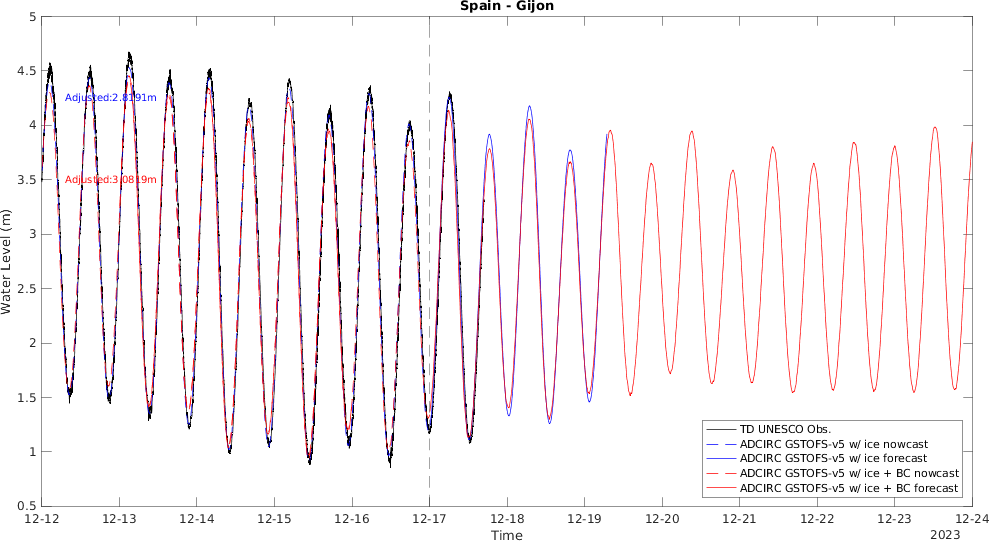 Spain - Gijon
5
4.5
4
3.5
3
2.5
2
1.5
1
0.5
Water Level (m)
Adjusted:2.8191m
Adjusted:3.0819m
TD UNESCO Obs.
ADCIRC GSTOFS-v5 w/ ice nowcast
ADCIRC GSTOFS-v5 w/ ice forecast
ADCIRC GSTOFS-v5 w/ ice + BC nowcast
ADCIRC GSTOFS-v5 w/ ice + BC forecast
12-12 12-13 12-14 12-15 12-16 12-17 12-18 12-19 12-20 12-21 12-22 12-23 12-24
Time
2023